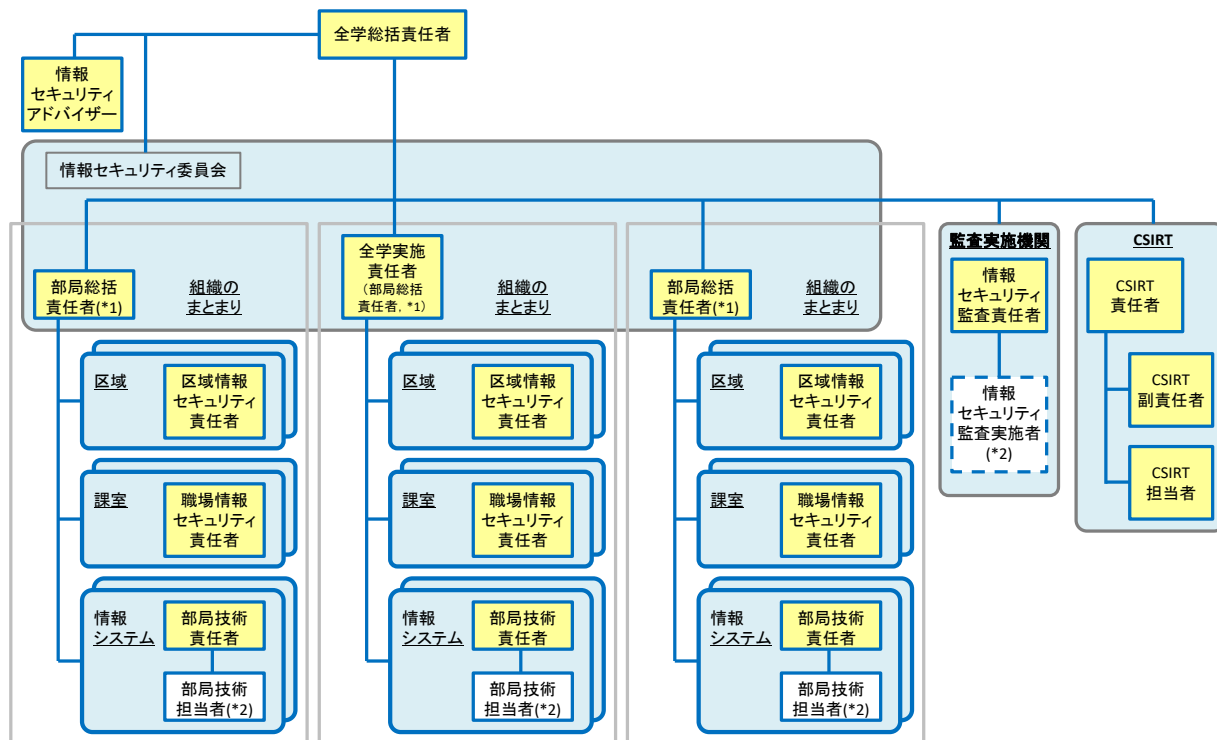 全学総括責任者
情報
セキュリティ
アドバイザー
情報セキュリティ委員会
部局総括
責任者(*1)
組織の
まとまり
全学実施
責任者
（部局総括
責任者，*1）
組織の
まとまり
部局総括
責任者(*1)
組織の
まとまり
監査実施機関
情報
セキュリティ
監査責任者
情報
セキュリティ
監査実施者
(*2)
CSIRT
CSIRT
責任者
CSIRT
副責任者
CSIRT
担当者
区域
区域情報
セキュリティ
責任者
区域
区域情報
セキュリティ
責任者
区域
区域情報
セキュリティ
責任者
課室
職場情報
セキュリティ
責任者
課室
職場情報
セキュリティ
責任者
課室
職場情報
セキュリティ
責任者
情報
システム
部局技術
責任者
部局技術
担当者(*2)
情報
システム
部局技術
責任者
部局技術
担当者(*2)
情報
システム
部局技術
責任者
部局技術
担当者(*2)